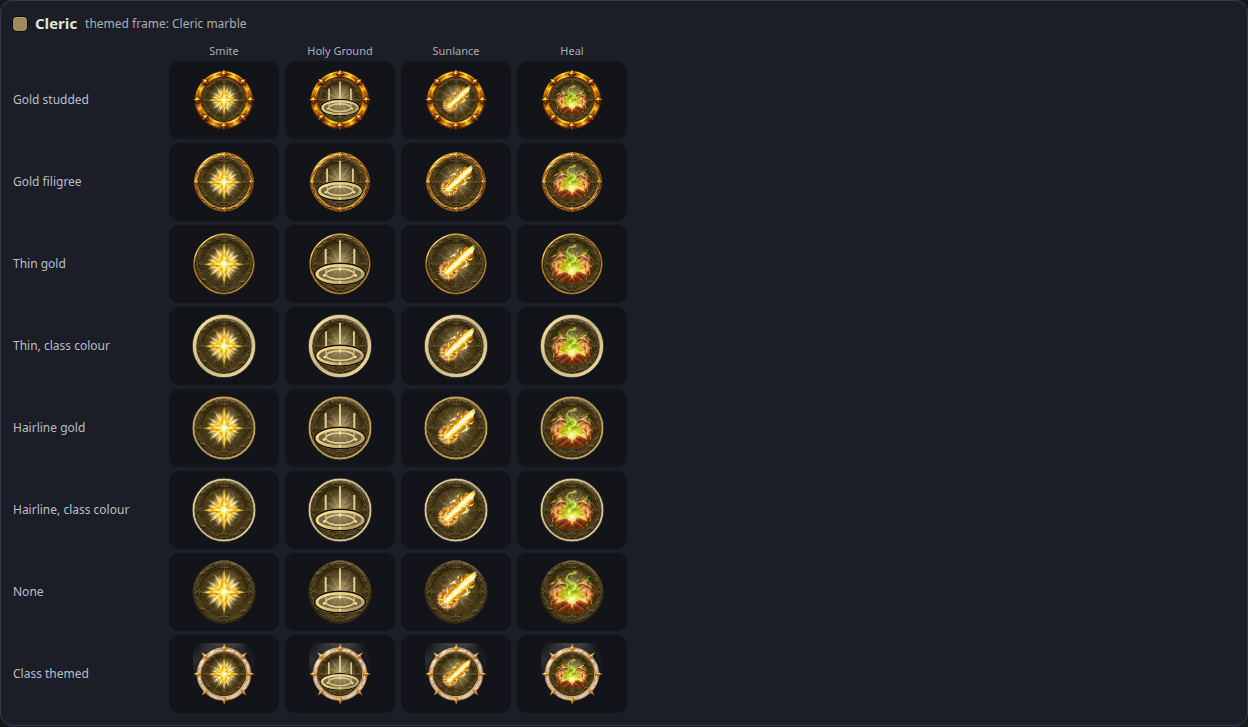 Cleric themed frame: Cleric marble
Smite Holy Ground Sunlance Heal
Gold studded
Gold filigree
Thin gold
Thin, class colour
Hairline gold
Hairline, class colour
None
Class themed